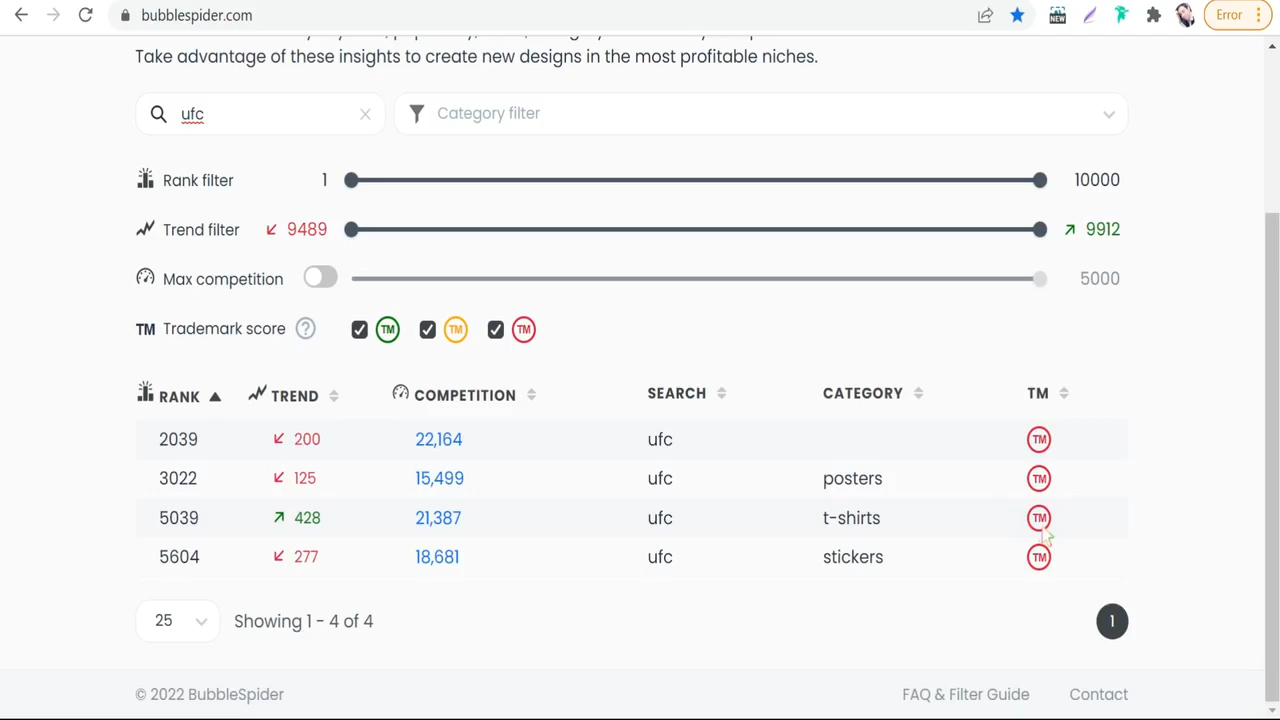 bubblespider.com
NEW
Error
Take advantage of these insights to create new designs in the most profitable niches.
ufc
Category filter
Rank filter 1 10000
Trend filter 9489 9912
Max competition 5000
TM Trademark score ? TM TM TM
RANK TREND COMPETITION SEARCH CATEGORY TM
2039 200 22,164 ufc TM
3022 125 15,499 ufc posters TM
5039 428 21,387 ufc t-shirts TM
5604 277 18,681 ufc stickers TM
25 Showing 1 - 4 of 4 1
© 2022 BubbleSpider FAQ & Filter Guide Contact